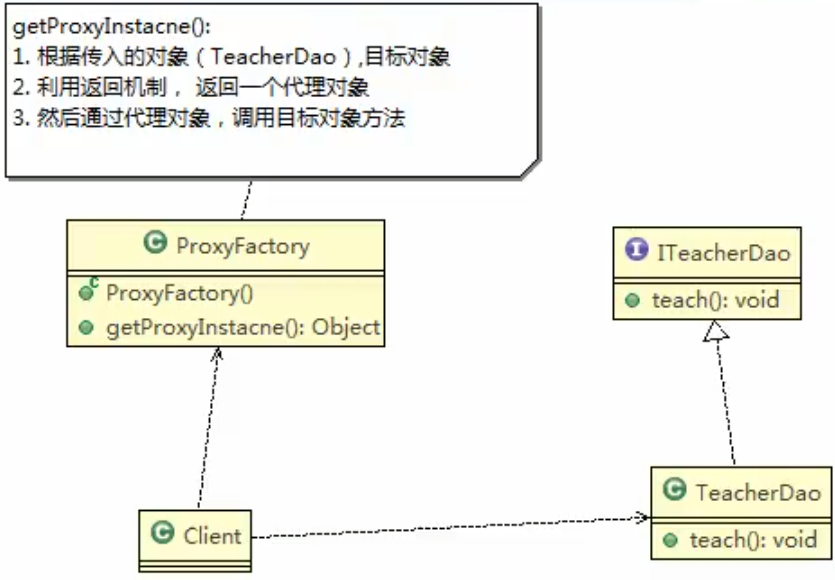 getProxyInstacne():
1. 根据传入的对象（TeacherDao）,目标对象
2. 利用返回机制， 返回一个代理对象
3. 然后通过代理对象，调用目标对象方法
C ProxyFactory
C ProxyFactory()
getProxyInstacne(): Object
I ITeacherDao
teach(): void
C Client
C TeacherDao
teach(): void